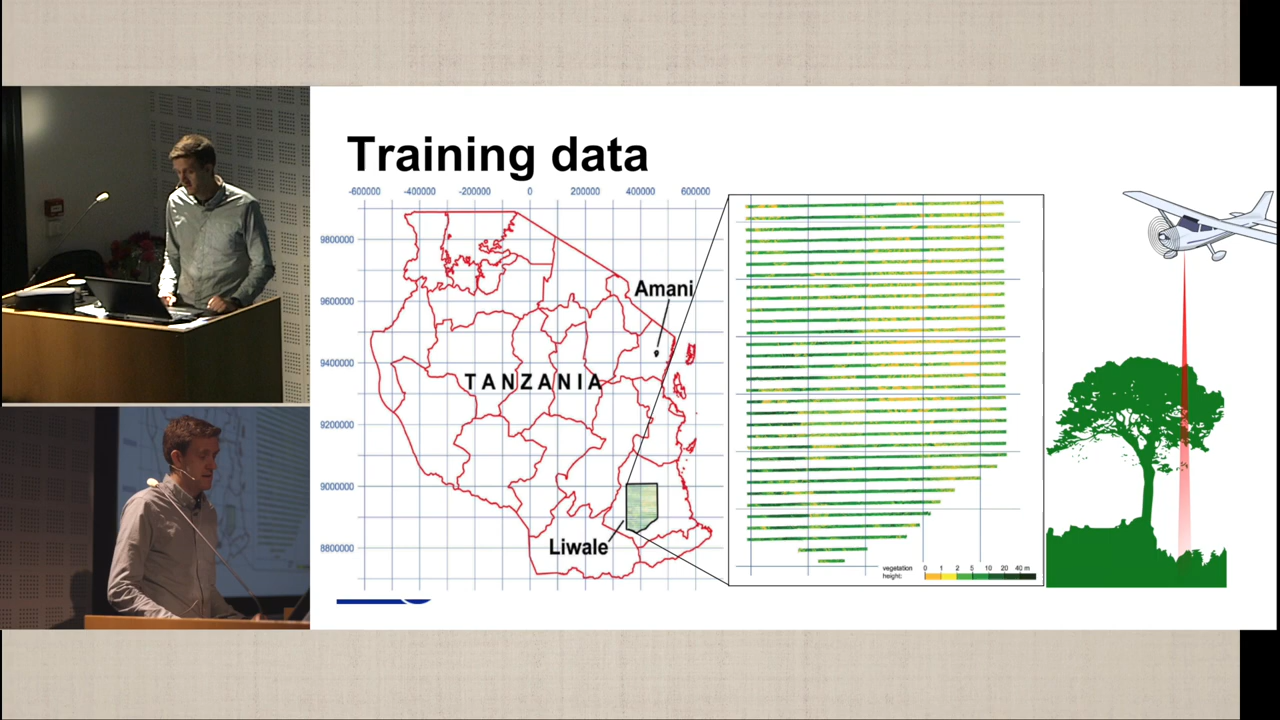 Training data
-600000 -400000 -200000 0 200000 400000 600000
9800000
9600000
Amani
9400000
TANZANIA
9200000
9000000
Liwale
8800000
vegetation
height:
0 1 2 5 10 20 40 m